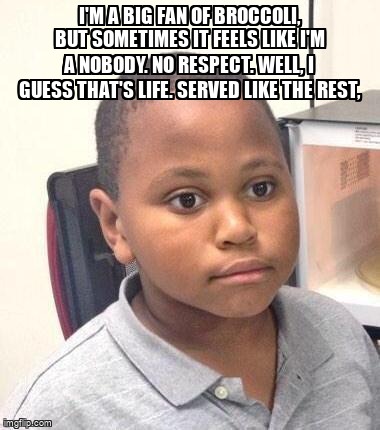 I'M A BIG FAN OF BROCCOLI,
BUT SOMETIMES IT FEELS LIKE I'M
A NOBODY. NO RESPECT. WELL, I
GUESS THAT'S LIFE. SERVED LIKE THE REST,
imgflip.com